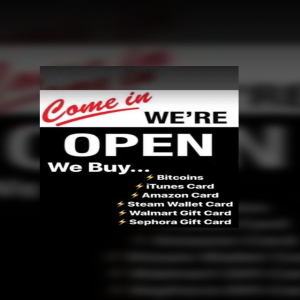 Come in
WE'RE
OPEN
We Buy...
⚡Bitcoins
⚡iTunes Card
⚡Amazon Card
⚡Steam Wallet Card
⚡Walmart Gift Card
⚡Sephora Gift Card